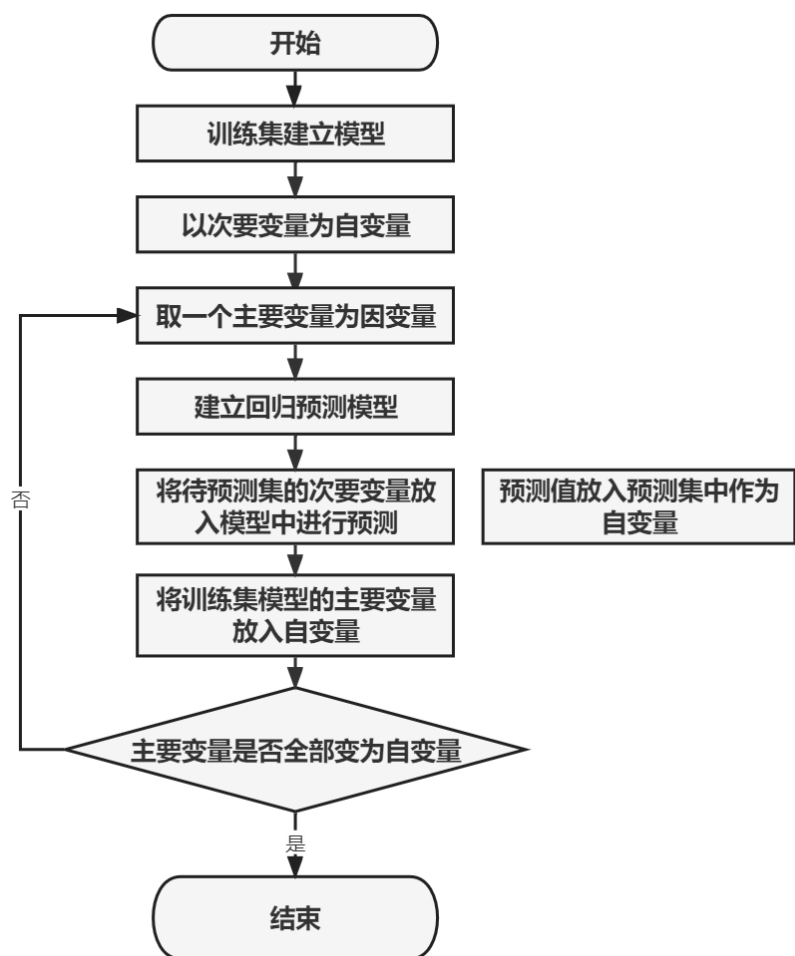 开始
训练集建立模型
以次要变量为自变量
取一个主要变量为因变量
建立回归预测模型
将待预测集的次要变量放
入模型中进行预测
预测值放入预测集中作为
自变量
将训练集模型的主要变量
放入自变量
否
主要变量是否全部变为自变量
是
结束